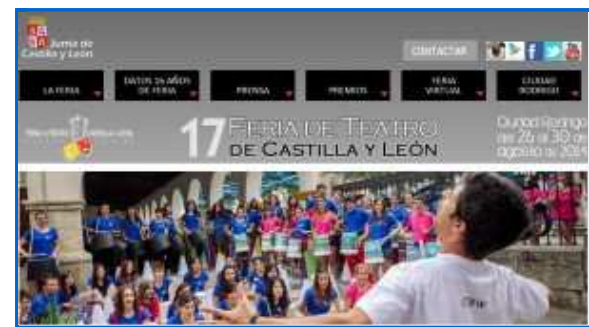 Junta de
Castilla y León
CONTACTAR
LA FERIA
DATOS 16 AÑOS
DE FERIA
PRENSA
PREMIOS
FERIA
VIRTUAL
CIUDAD
RODRIGO
17 FERIA DE TEATRO
DE CASTILLA Y LEÓN
Ciudad Rodrigo
del 26 al 30 de
agosto de 2014